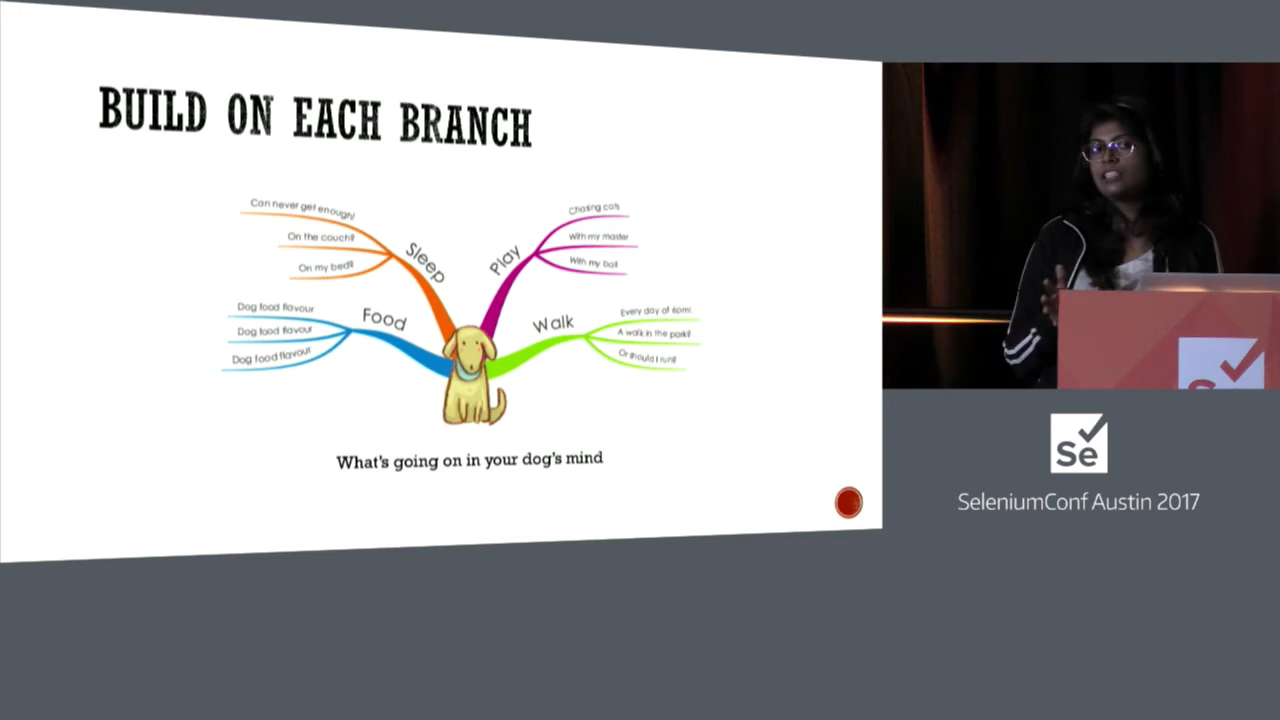 BUILD ON EACH BRANCH
Can never get enough!
On the couch?
On my bed?
Sleep
Play
Chasing cats
With my master
With my ball
Dog food flavour
Dog food flavour
Dog food flavour
Food
Walk
Every day at 6pm!
A walk in the park?
Or should I run?
What's going on in your dog's mind
Se
Se
SeleniumConf Austin 2017